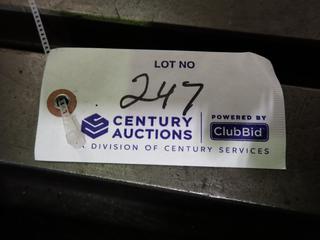 LOT NO
247
CENTURY
AUCTIONS
POWERED BY
ClubBid
A DIVISION OF CENTURY SERVICES